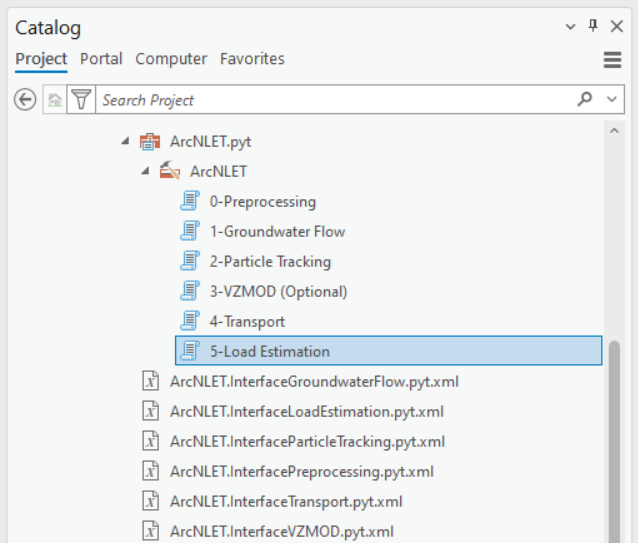 Catalog
Project Portal Computer Favorites
Search Project
ArcNLET.pyt
ArcNLET
0-Preprocessing
1-Groundwater Flow
2-Particle Tracking
3-VZMOD (Optional)
4-Transport
5-Load Estimation
ArcNLET.InterfaceGroundwaterFlow.pyt.xml
ArcNLET.InterfaceLoadEstimation.pyt.xml
ArcNLET.InterfaceParticleTracking.pyt.xml
ArcNLET.InterfacePreprocessing.pyt.xml
ArcNLET.InterfaceTransport.pyt.xml
ArcNLET.InterfaceVZMOD.pyt.xml